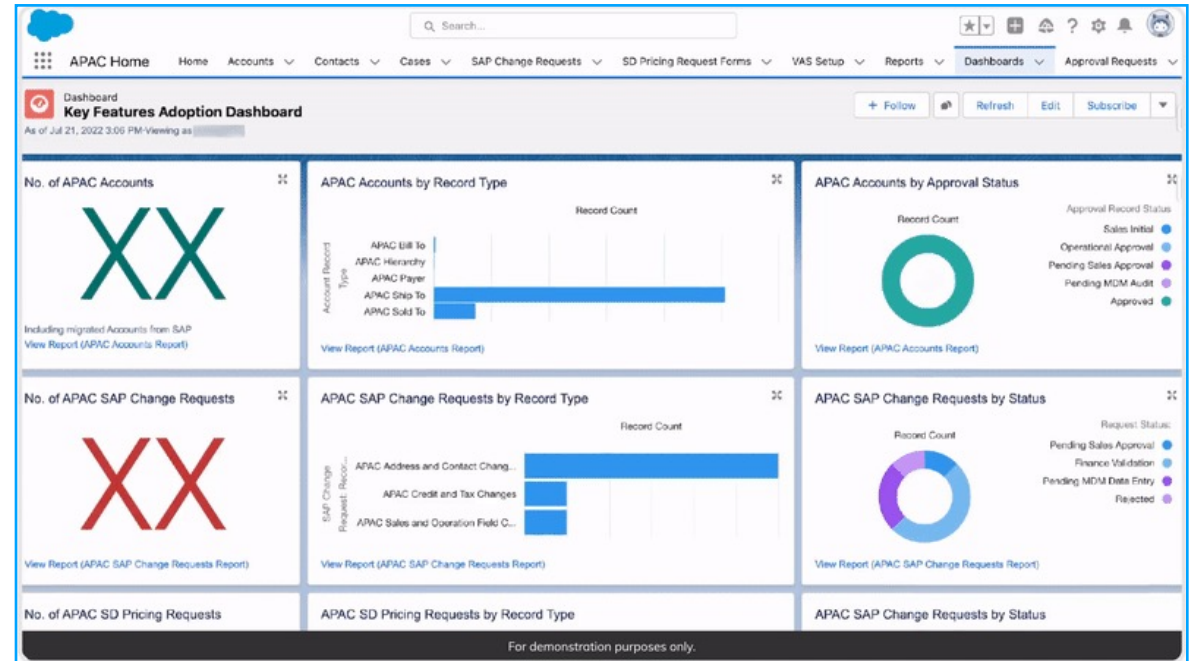 Search...
APAC Home
Home Accounts Contacts Cases SAP Change Requests SD Pricing Request Forms VAS Setup Reports Dashboards Approval Requests
Dashboard
Key Features Adoption Dashboard
+ Follow Refresh Edit Subscribe
As of Jul 21, 2022 3:06 PM·Viewing as
No. of APAC Accounts
XX
Including migrated Accounts from SAP
View Report (APAC Accounts Report)
APAC Accounts by Record Type
Record Count
Account Record
Type
APAC Bill To
APAC Hierarchy
APAC Payer
APAC Ship To
APAC Sold To
View Report (APAC Accounts Report)
APAC Accounts by Approval Status
Record Count
Approval Record Status
Sales Initial
Operational Approval
Pending Sales Approval
Pending MDM Audit
Approved
View Report (APAC Accounts Report)
No. of APAC SAP Change Requests
XX
View Report (APAC SAP Change Requests Report)
APAC SAP Change Requests by Record Type
Record Count
SAP Change
Request: Recor...
APAC Address and Contact Chang...
APAC Credit and Tax Changes
APAC Sales and Operation Field C...
View Report (APAC SAP Change Requests Report)
APAC SAP Change Requests by Status
Record Count
Request Status:
Pending Sales Approval
Finance Validation
Pending MDM Data Entry
Rejected
View Report (APAC SAP Change Requests Report)
No. of APAC SD Pricing Requests
APAC SD Pricing Requests by Record Type
APAC SAP Change Requests by Status
For demonstration purposes only.